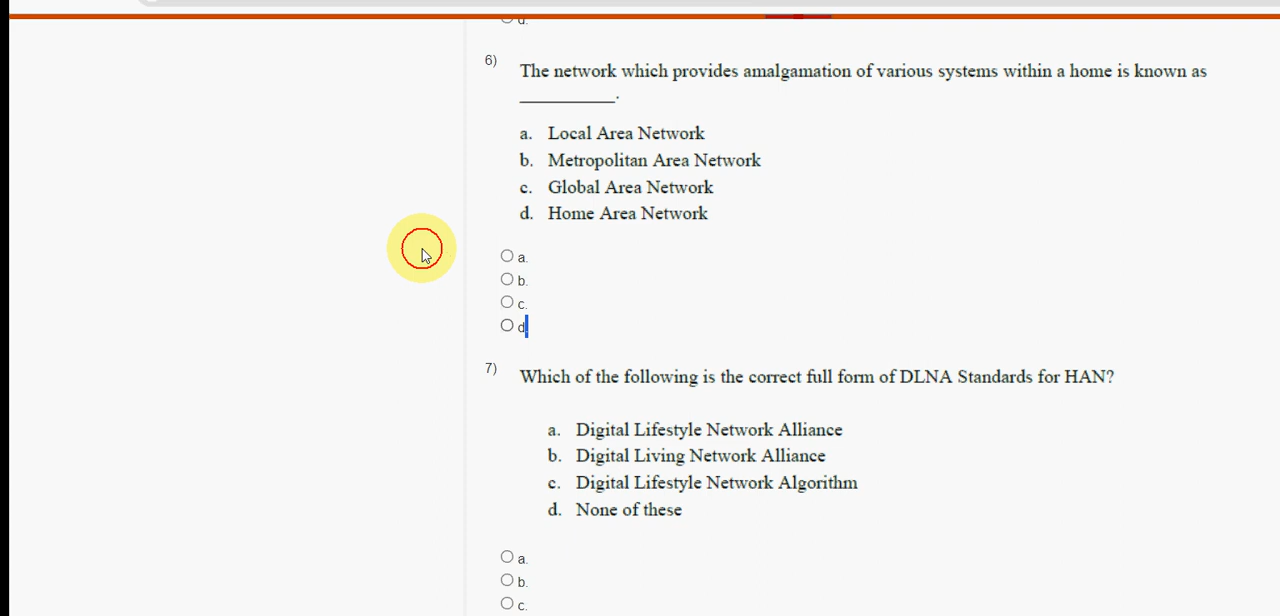 6)
The network which provides amalgamation of various systems within a home is known as
__________.
a. Local Area Network
b. Metropolitan Area Network
c. Global Area Network
d. Home Area Network
a.
b.
c.
d.
7)
Which of the following is the correct full form of DLNA Standards for HAN?
a. Digital Lifestyle Network Alliance
b. Digital Living Network Alliance
c. Digital Lifestyle Network Algorithm
d. None of these
a.
b.
c.